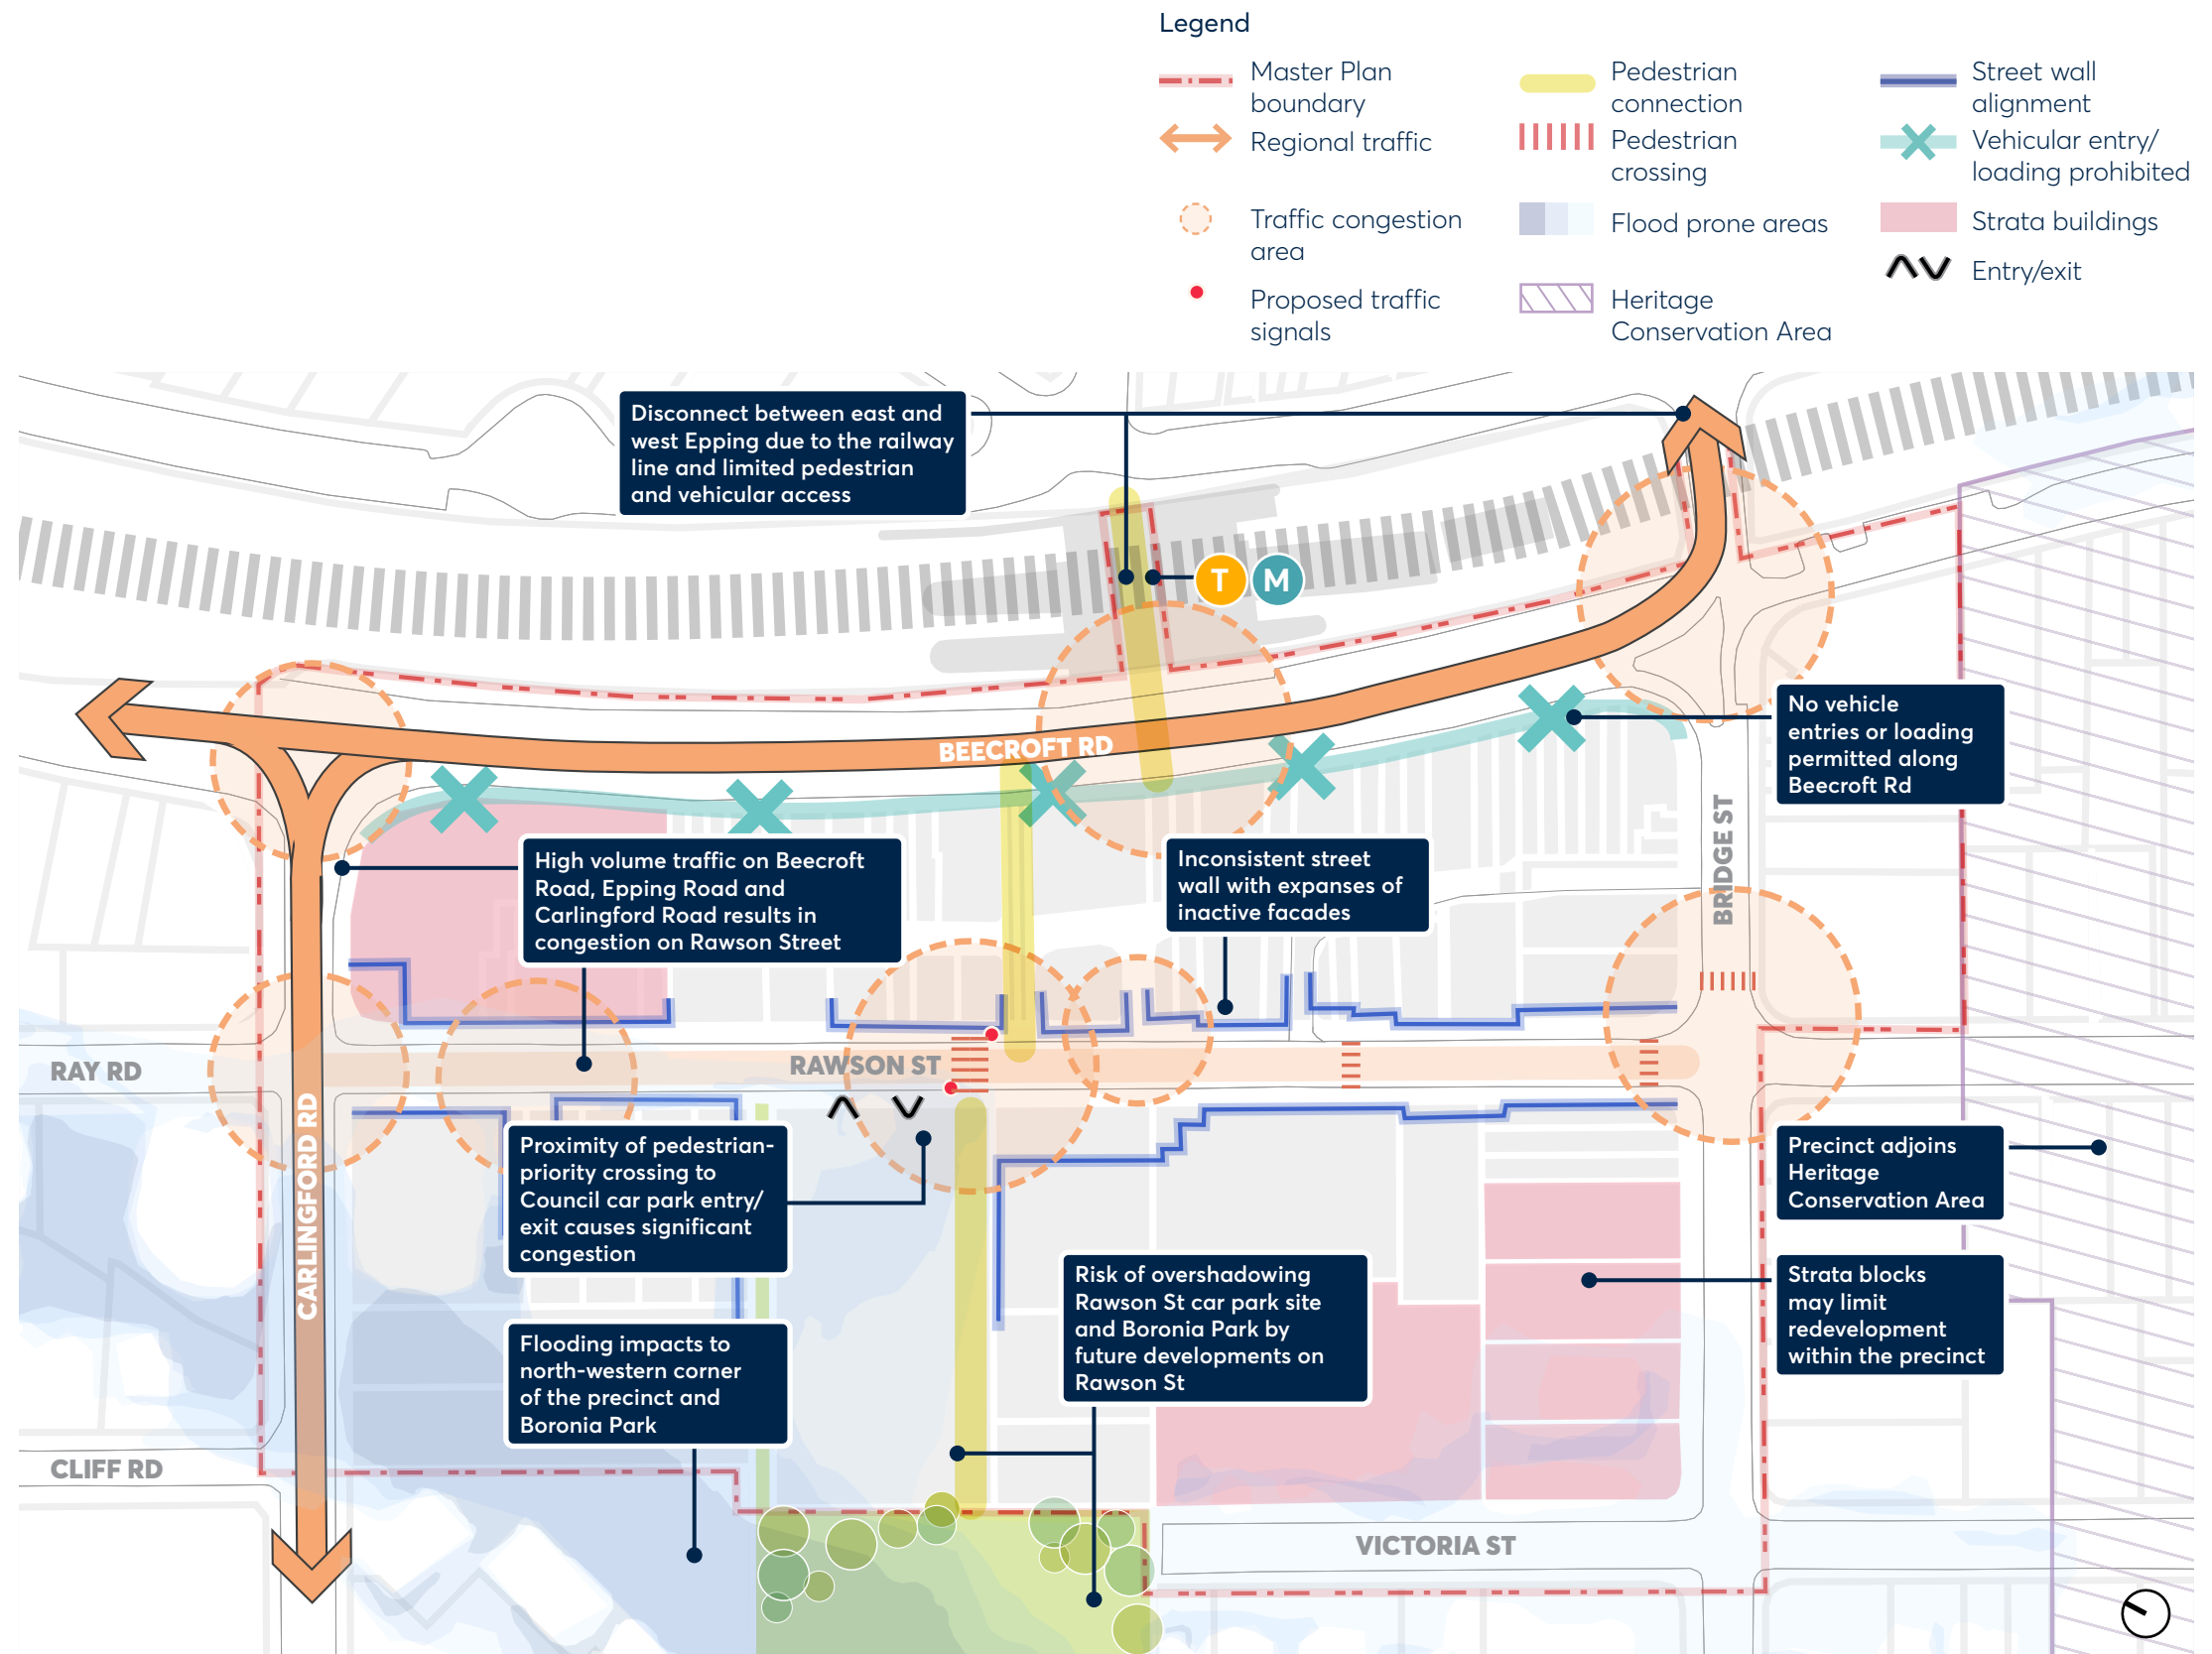 Legend
Master Plan
boundary
Regional traffic
Traffic congestion
area
Proposed traffic
signals
Pedestrian
connection
Pedestrian
crossing
Flood prone areas
Heritage
Conservation Area
Street wall
alignment
Vehicular entry/
loading prohibited
Strata buildings
Entry/exit
Disconnect between east and
west Epping due to the railway
line and limited pedestrian
and vehicular access
T M
No vehicle
entries or loading
permitted along
Beecroft Rd
BEECROFT RD
High volume traffic on Beecroft
Road, Epping Road and
Carlingford Road results in
congestion on Rawson Street
Inconsistent street
wall with expanses of
inactive facades
BRIDGE ST
RAY RD
RAWSON ST
CARLINGFORD RD
Proximity of pedestrian-
priority crossing to
Council car park entry/
exit causes significant
congestion
Precinct adjoins
Heritage
Conservation Area
Risk of overshadowing
Rawson St car park site
and Boronia Park by
future developments on
Rawson St
Strata blocks
may limit
redevelopment
within the precinct
Flooding impacts to
north-western corner
of the precinct and
Boronia Park
CLIFF RD
VICTORIA ST